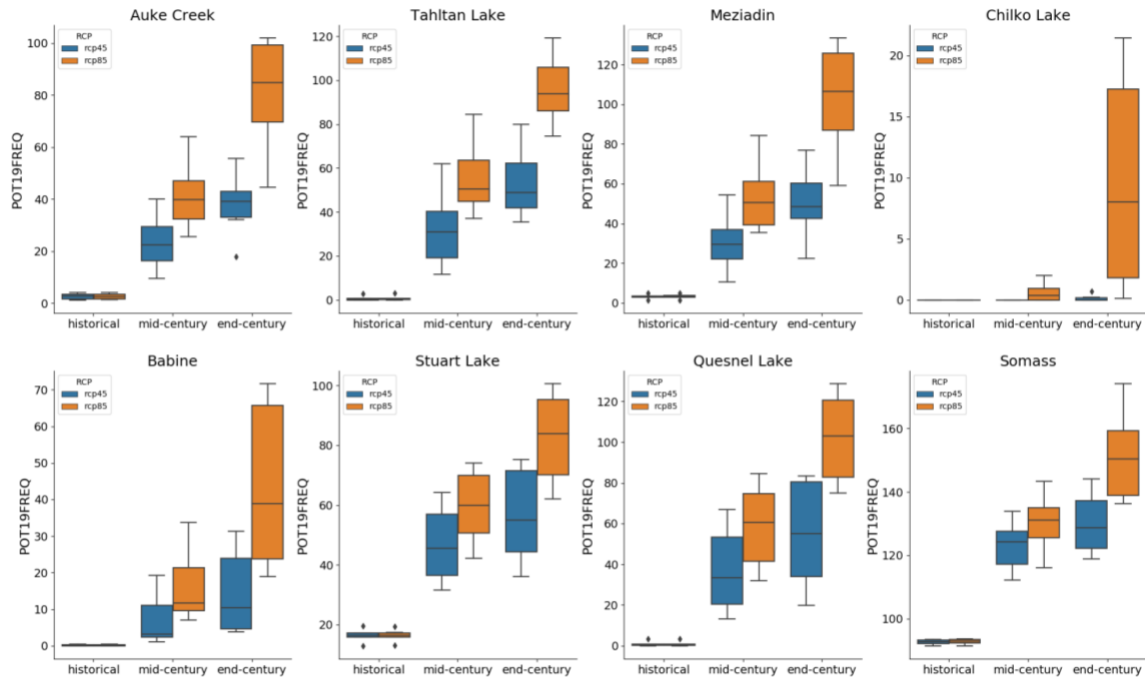 Auke Creek
RCP
rcp45
rcp85
POT19FREQ
100
80
60
40
20
0
historical mid-century end-century
Tahltan Lake
RCP
rcp45
rcp85
POT19FREQ
120
100
80
60
40
20
0
historical mid-century end-century
Meziadin
RCP
rcp45
rcp85
POT19FREQ
120
100
80
60
40
20
0
historical mid-century end-century
Chilko Lake
RCP
rcp45
rcp85
POT19FREQ
20
15
10
5
0
historical mid-century end-century
Babine
RCP
rcp45
rcp85
POT19FREQ
70
60
50
40
30
20
10
0
historical mid-century end-century
Stuart Lake
RCP
rcp45
rcp85
POT19FREQ
100
80
60
40
20
historical mid-century end-century
Quesnel Lake
RCP
rcp45
rcp85
POT19FREQ
120
100
80
60
40
20
0
historical mid-century end-century
Somass
RCP
rcp45
rcp85
POT19FREQ
160
140
120
100
historical mid-century end-century